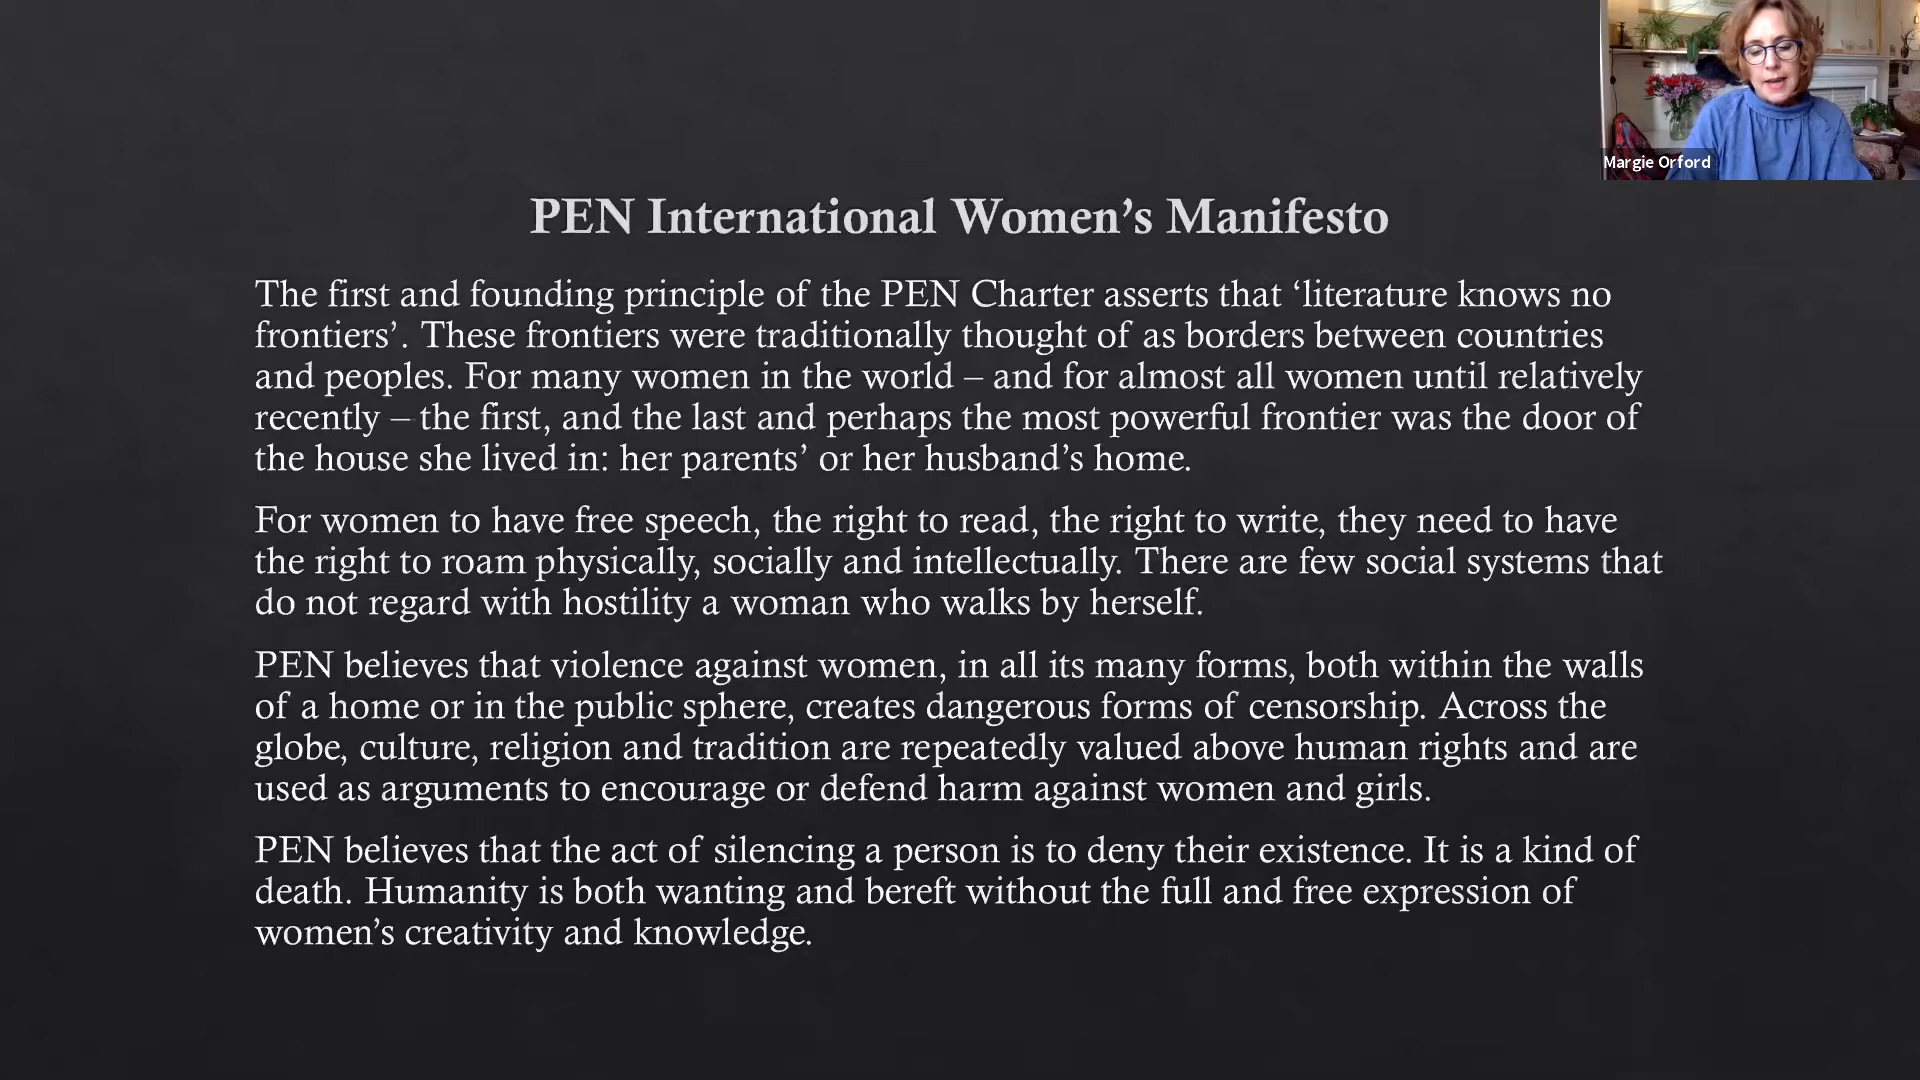 Margie Orford
PEN International Women’s Manifesto
The first and founding principle of the PEN Charter asserts that ‘literature knows no
frontiers’. These frontiers were traditionally thought of as borders between countries
and peoples. For many women in the world – and for almost all women until relatively
recently – the first, and the last and perhaps the most powerful frontier was the door of
the house she lived in: her parents’ or her husband’s home.
For women to have free speech, the right to read, the right to write, they need to have
the right to roam physically, socially and intellectually. There are few social systems that
do not regard with hostility a woman who walks by herself.
PEN believes that violence against women, in all its many forms, both within the walls
of a home or in the public sphere, creates dangerous forms of censorship. Across the
globe, culture, religion and tradition are repeatedly valued above human rights and are
used as arguments to encourage or defend harm against women and girls.
PEN believes that the act of silencing a person is to deny their existence. It is a kind of
death. Humanity is both wanting and bereft without the full and free expression of
women’s creativity and knowledge.